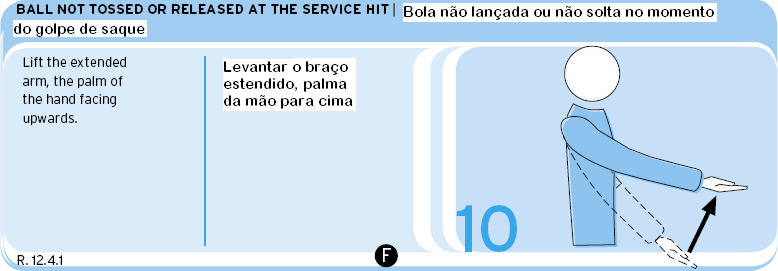 BALL NOT TOSSED OR RELEASED AT THE SERVICE HIT | Bola não lançada ou não solta no momento
do golpe de saque
Lift the extended
arm, the palm of
the hand facing
upwards.
Levantar o braço
estendido, palma
da mão para cima
10
R. 12.4.1
F